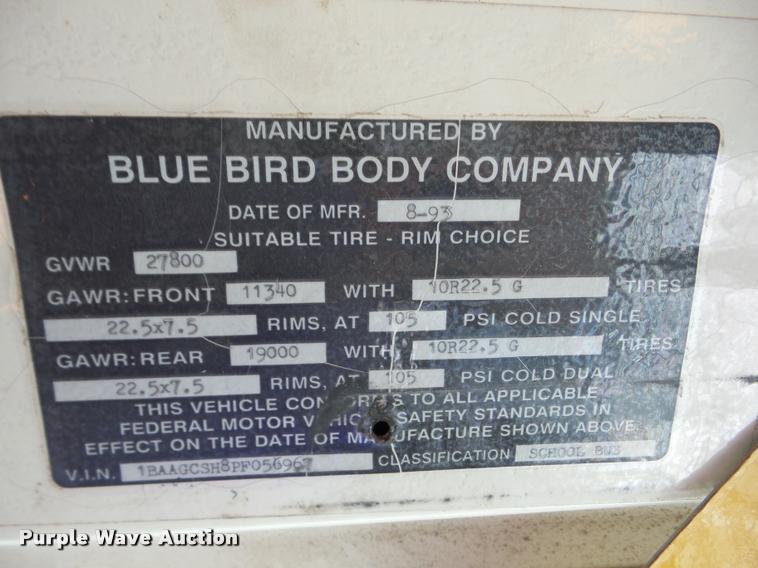 MANUFACTURED BY
BLUE BIRD BODY COMPANY
DATE OF MFR. 8-93
SUITABLE TIRE - RIM CHOICE
GVWR 27800
GAWR: FRONT 11340 WITH 10R22.5 G TIRES
22.5x7.5 RIMS, AT 105 PSI COLD SINGLE
GAWR: REAR 19000 WITH 10R22.5 G TIRES
22.5x7.5 RIMS, AT 105 PSI COLD DUAL
THIS VEHICLE CONFORMS TO ALL APPLICABLE
FEDERAL MOTOR VEHICLE SAFETY STANDARDS IN
EFFECT ON THE DATE OF MANUFACTURE SHOWN ABOVE.
V.I.N. 1BAAGCSH8PF056967 CLASSIFICATION SCHOOL BUS
Purple Wave Auction